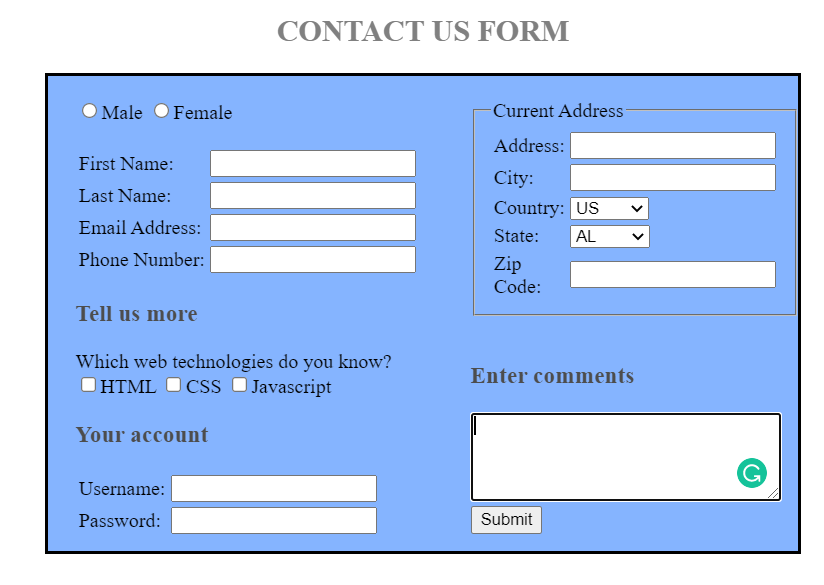 CONTACT US FORM
Male Female
First Name:
Last Name:
Email Address:
Phone Number:
Tell us more
Which web technologies do you know?
HTML CSS Javascript
Your account
Username:
Password:
Current Address
Address:
City:
Country: US
State: AL
Zip
Code:
Enter comments
Submit